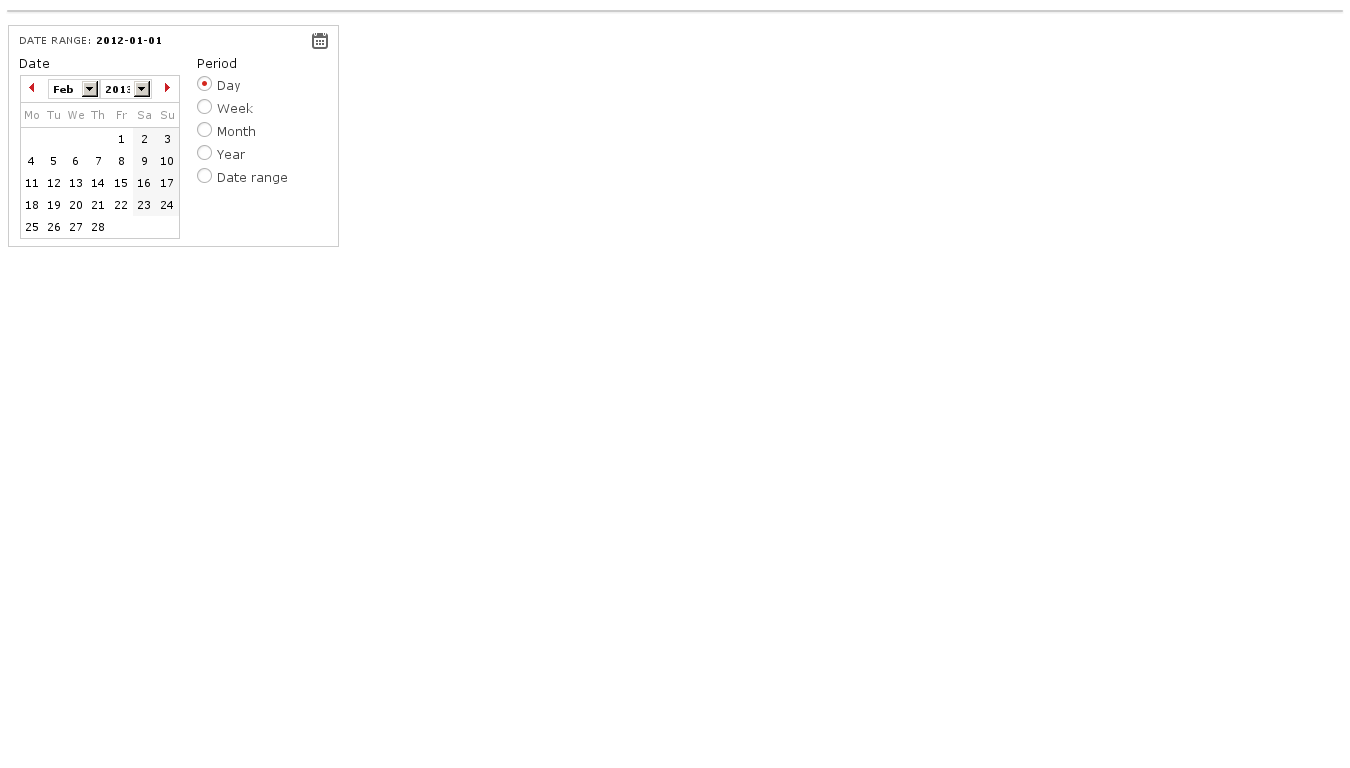 DATE RANGE: 2012-01-01
Date
Feb 2013
Mo Tu We Th Fr Sa Su
1 2 3
4 5 6 7 8 9 10
11 12 13 14 15 16 17
18 19 20 21 22 23 24
25 26 27 28
Period
Day
Week
Month
Year
Date range